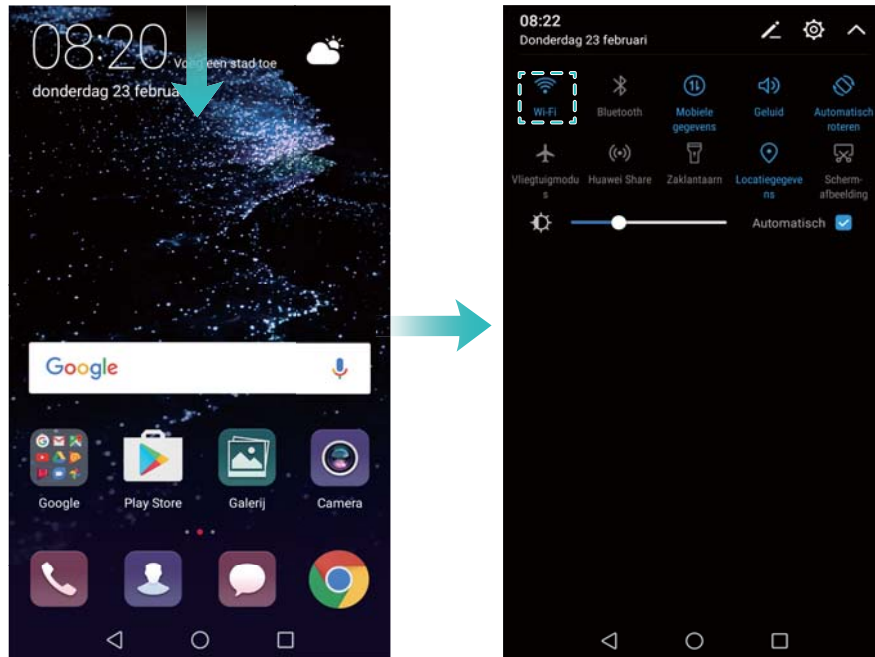 08:20
Voeg een stad toe
donderdag 23 februa
Google
Google
Play Store
Galerij
Camera
08:22
Donderdag 23 februari
Wi-Fi
Bluetooth
Mobiele
gegevens
Geluid
Automatisch
roteren
Vliegtuigmodu
s
Huawei Share
Zaklantaarn
Locatiegegeve
ns
Scherm-
afbeelding
Automatisch